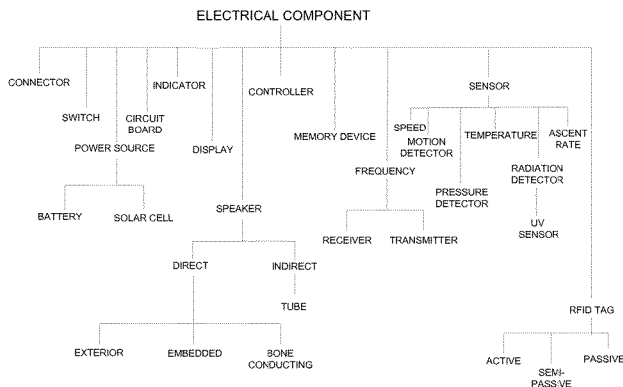 ELECTRICAL COMPONENT
CONNECTOR
SWITCH
POWER SOURCE
BATTERY
SOLAR CELL
CIRCUIT
BOARD
INDICATOR
DISPLAY
SPEAKER
DIRECT
EXTERIOR
EMBEDDED
BONE
CONDUCTING
INDIRECT
TUBE
CONTROLLER
MEMORY DEVICE
FREQUENCY
RECEIVER
TRANSMITTER
SENSOR
SPEED
MOTION
DETECTOR
PRESSURE
DETECTOR
TEMPERATURE
RADIATION
DETECTOR
UV
SENSOR
ASCENT
RATE
RFID TAG
ACTIVE
SEMI-
PASSIVE
PASSIVE